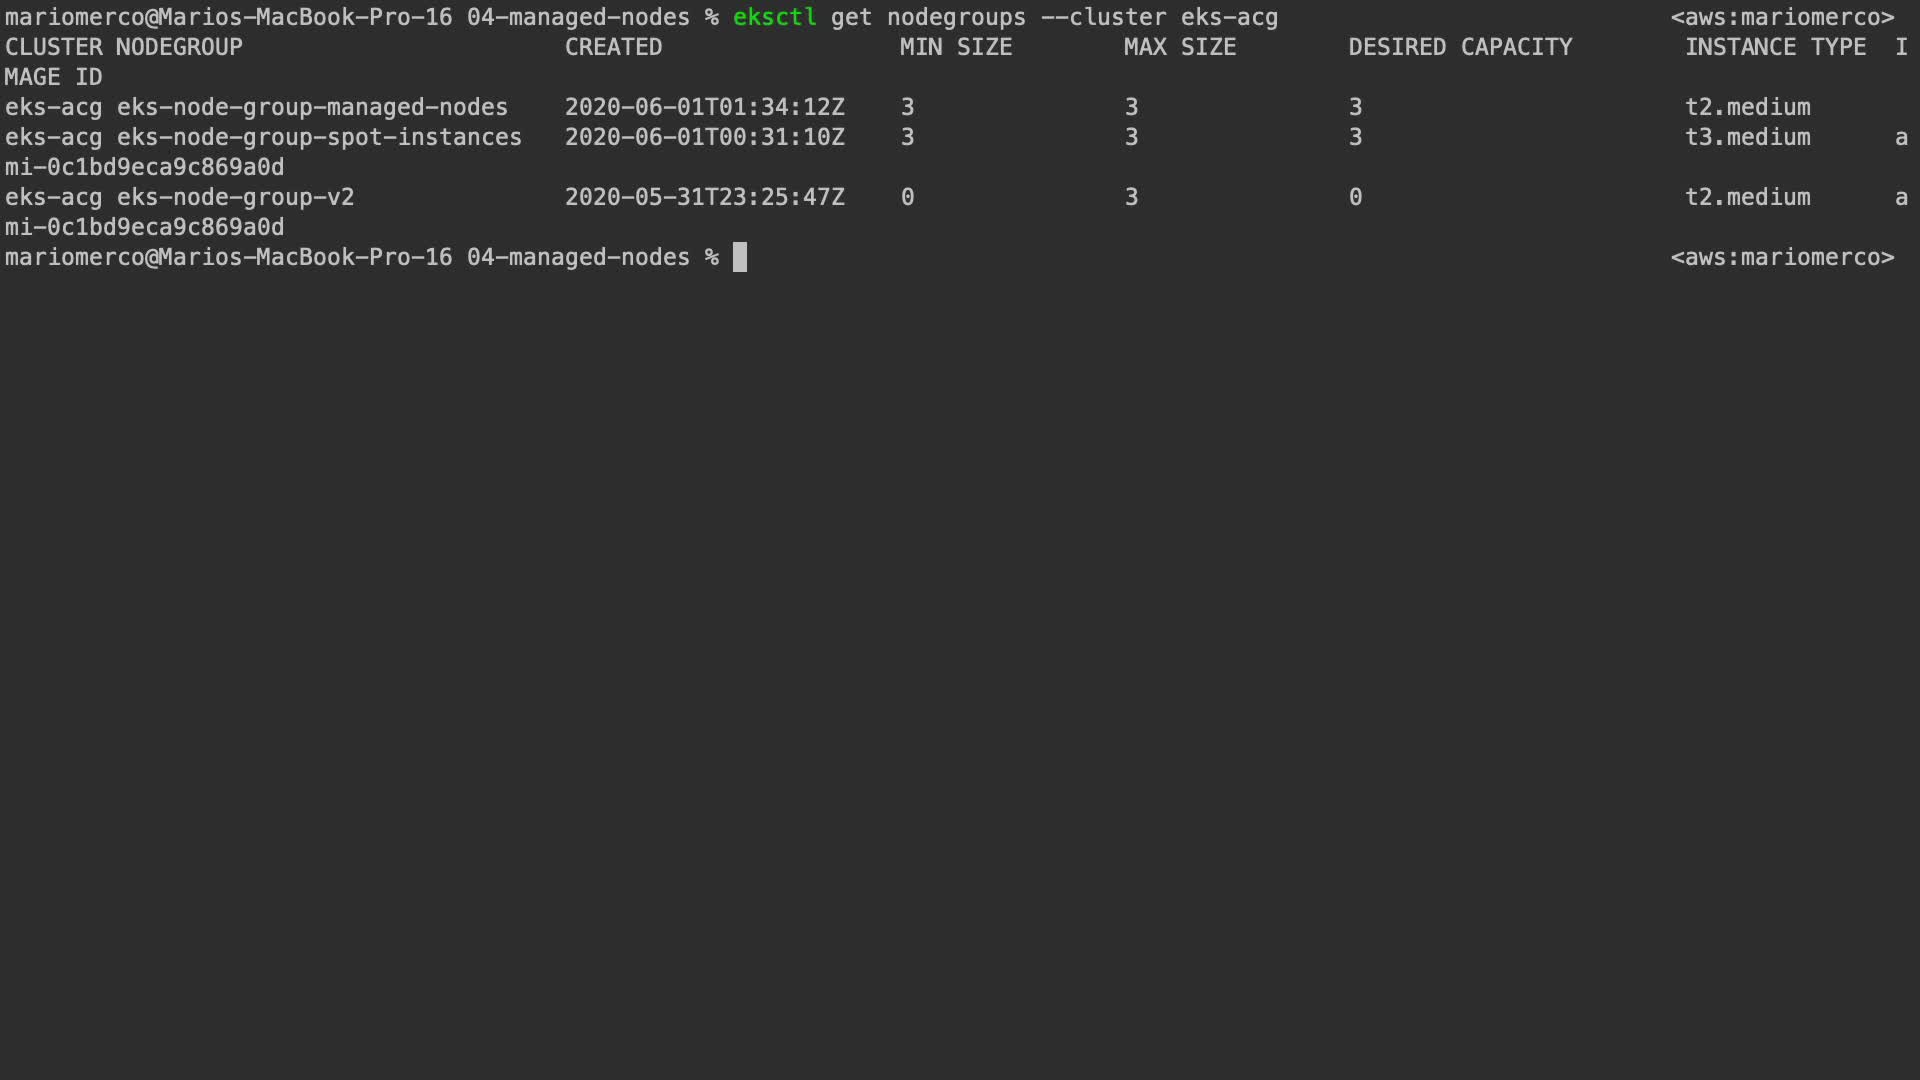 mariomerco@Marios-MacBook-Pro-16 04-managed-nodes % eksctl get nodegroups --cluster eks-acg <aws:mariomerco>
CLUSTER NODEGROUP CREATED MIN SIZE MAX SIZE DESIRED CAPACITY INSTANCE TYPE I
MAGE ID
eks-acg eks-node-group-managed-nodes 2020-06-01T01:34:12Z 3 3 3 t2.medium
eks-acg eks-node-group-spot-instances 2020-06-01T00:31:10Z 3 3 3 t3.medium a
mi-0c1bd9eca9c869a0d
eks-acg eks-node-group-v2 2020-05-31T23:25:47Z 0 3 0 t2.medium a
mi-0c1bd9eca9c869a0d
mariomerco@Marios-MacBook-Pro-16 04-managed-nodes % <aws:mariomerco>